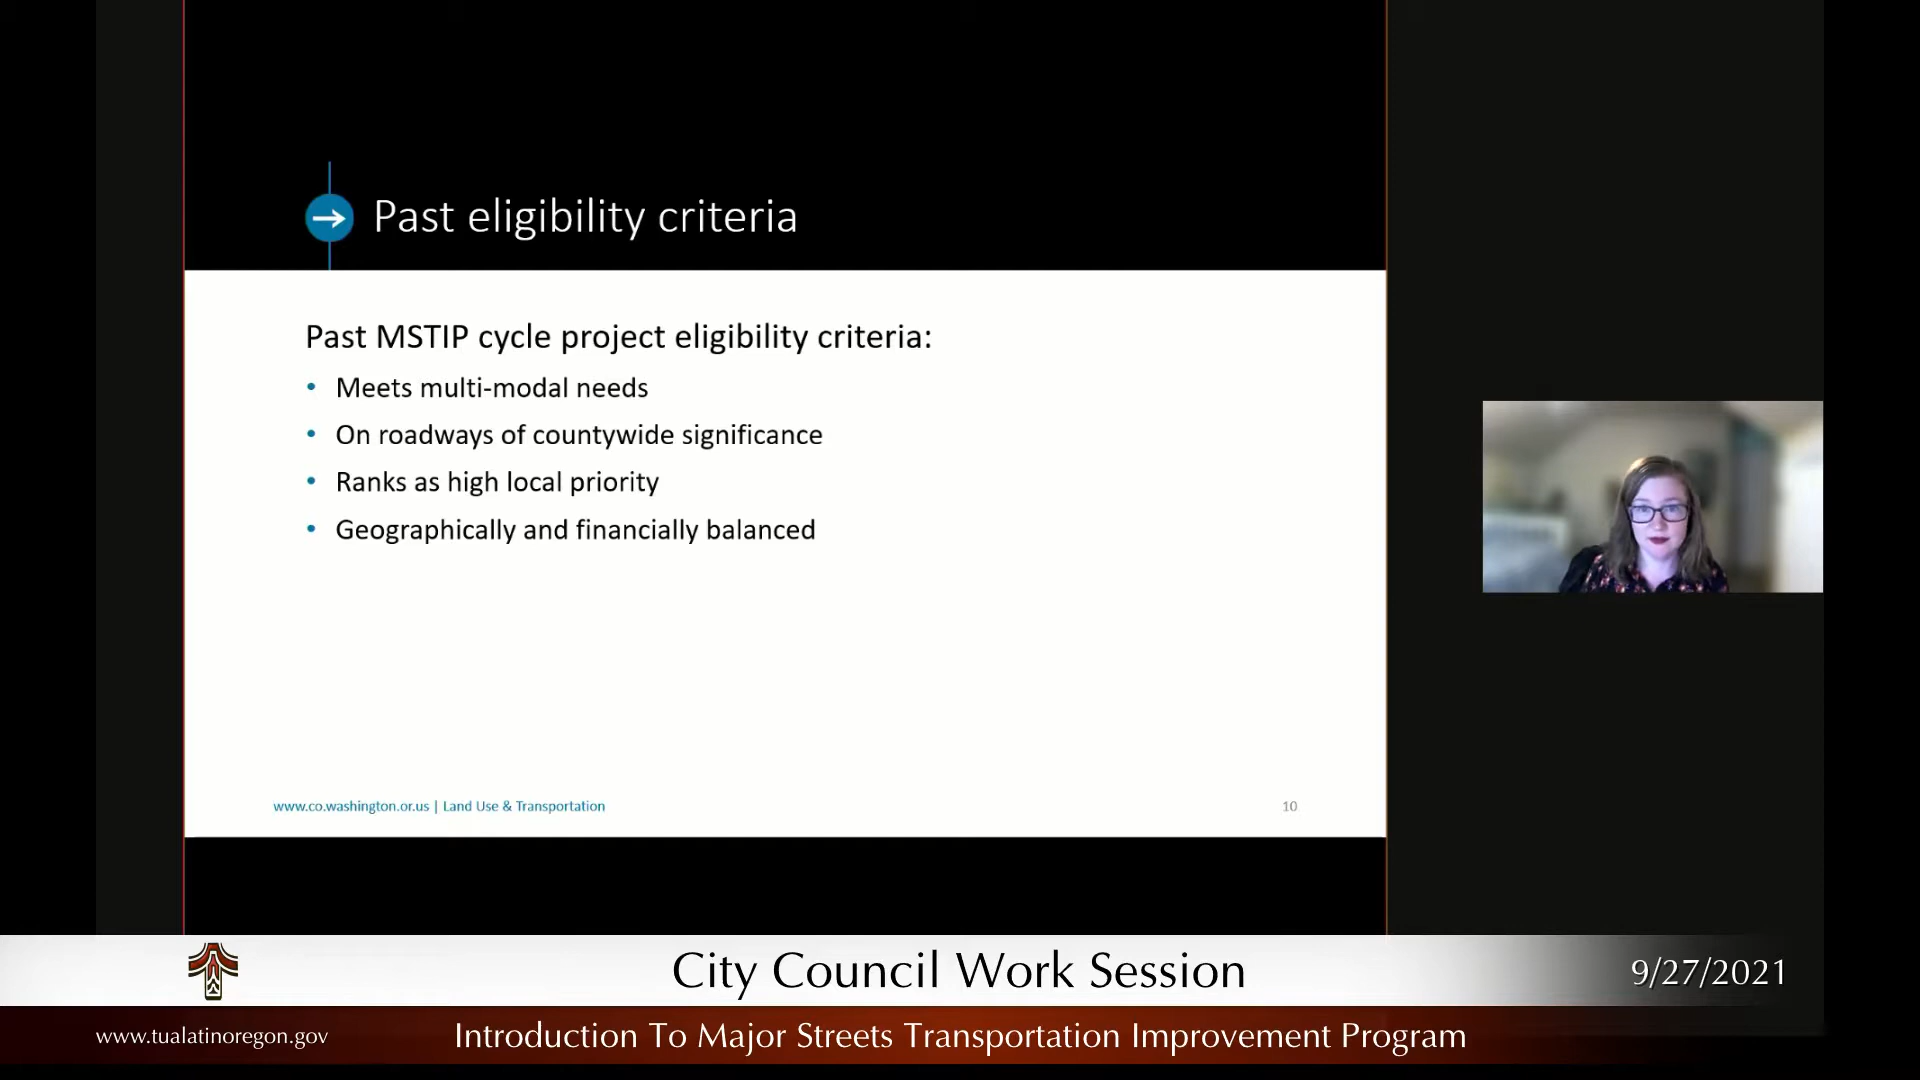 Past eligibility criteria
Past MSTIP cycle project eligibility criteria:
• Meets multi-modal needs
• On roadways of countywide significance
• Ranks as high local priority
• Geographically and financially balanced
www.co.washington.or.us | Land Use & Transportation
10
City Council Work Session
9/27/2021
www.tualatinoregon.gov
Introduction To Major Streets Transportation Improvement Program